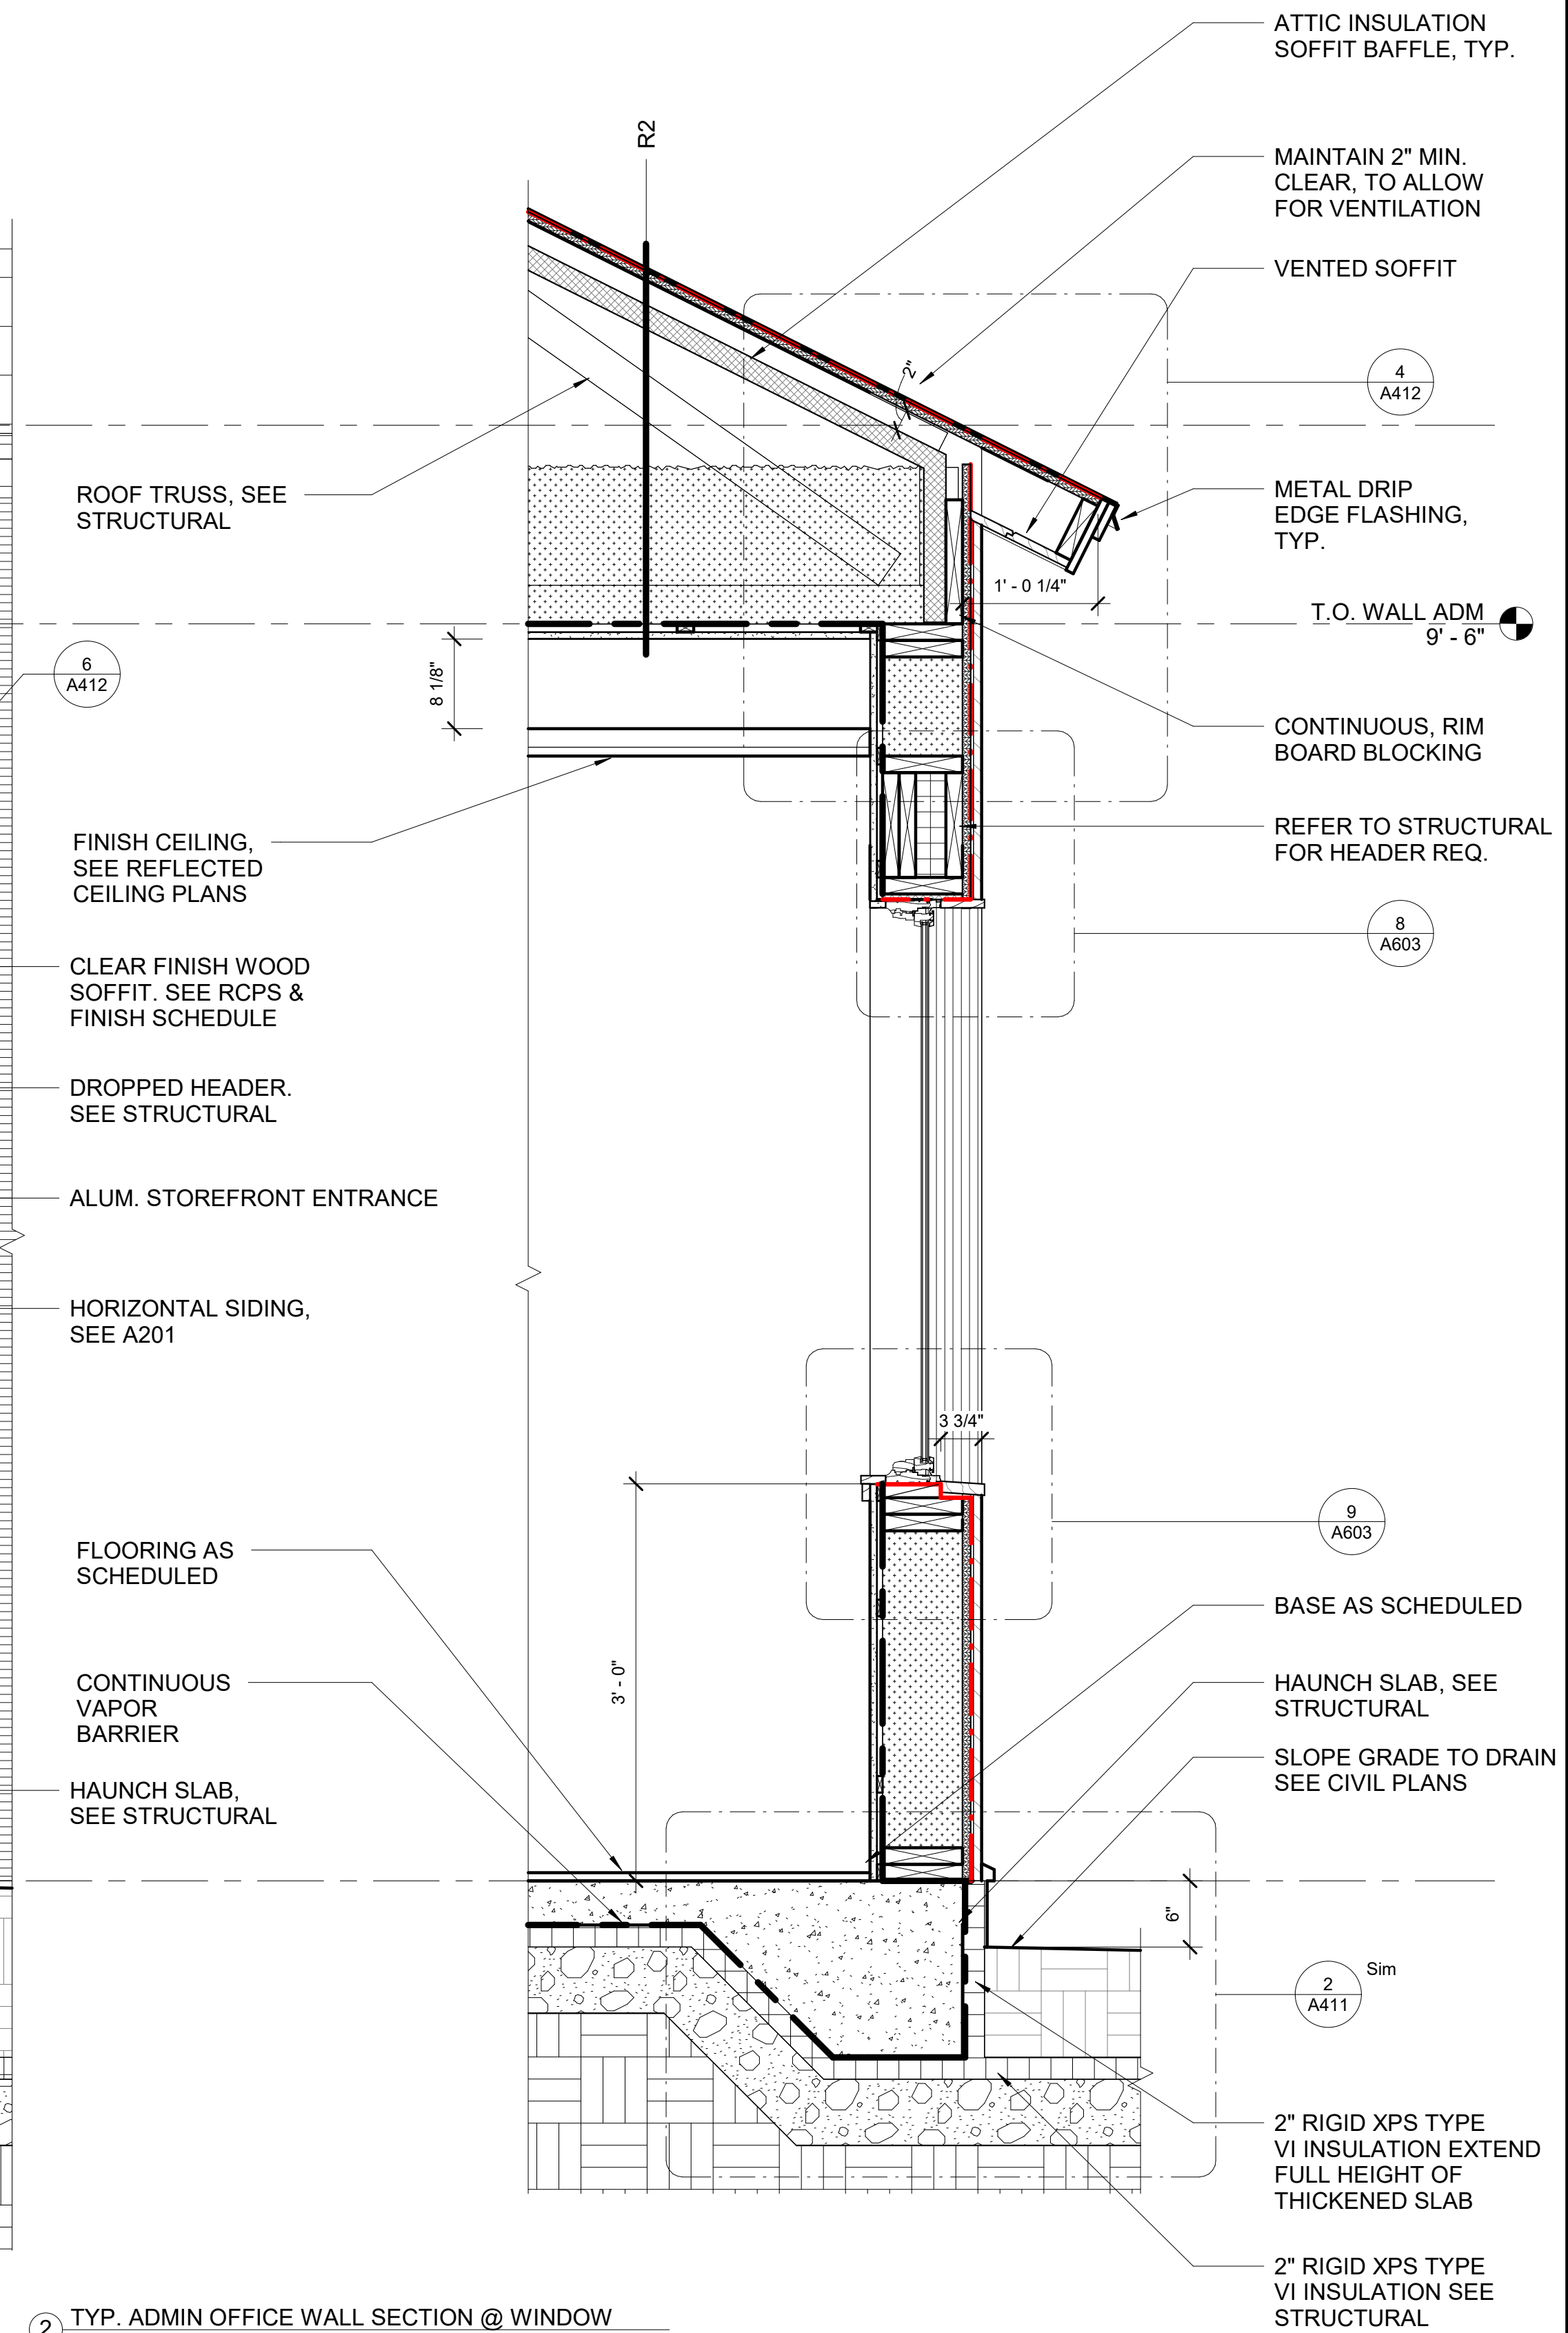 ATTIC INSULATION
SOFFIT BAFFLE, TYP.
R2
MAINTAIN 2" MIN.
CLEAR, TO ALLOW
FOR VENTILATION
VENTED SOFFIT
2"
4
A412
ROOF TRUSS, SEE
STRUCTURAL
METAL DRIP
EDGE FLASHING,
TYP.
1' - 0 1/4"
T.O. WALL ADM
9' - 6"
6
A412
8 1/8"
CONTINUOUS, RIM
BOARD BLOCKING
FINISH CEILING,
SEE REFLECTED
CEILING PLANS
REFER TO STRUCTURAL
FOR HEADER REQ.
8
A603
CLEAR FINISH WOOD
SOFFIT. SEE RCPS &
FINISH SCHEDULE
DROPPED HEADER.
SEE STRUCTURAL
ALUM. STOREFRONT ENTRANCE
HORIZONTAL SIDING,
SEE A201
3 3/4"
9
A603
FLOORING AS
SCHEDULED
BASE AS SCHEDULED
3' - 0"
CONTINUOUS
VAPOR
BARRIER
HAUNCH SLAB, SEE
STRUCTURAL
SLOPE GRADE TO DRAIN
SEE CIVIL PLANS
HAUNCH SLAB,
SEE STRUCTURAL
6"
Sim
2
A411
2" RIGID XPS TYPE
VI INSULATION EXTEND
FULL HEIGHT OF
THICKENED SLAB
2" RIGID XPS TYPE
VI INSULATION SEE
STRUCTURAL
2
TYP. ADMIN OFFICE WALL SECTION @ WINDOW